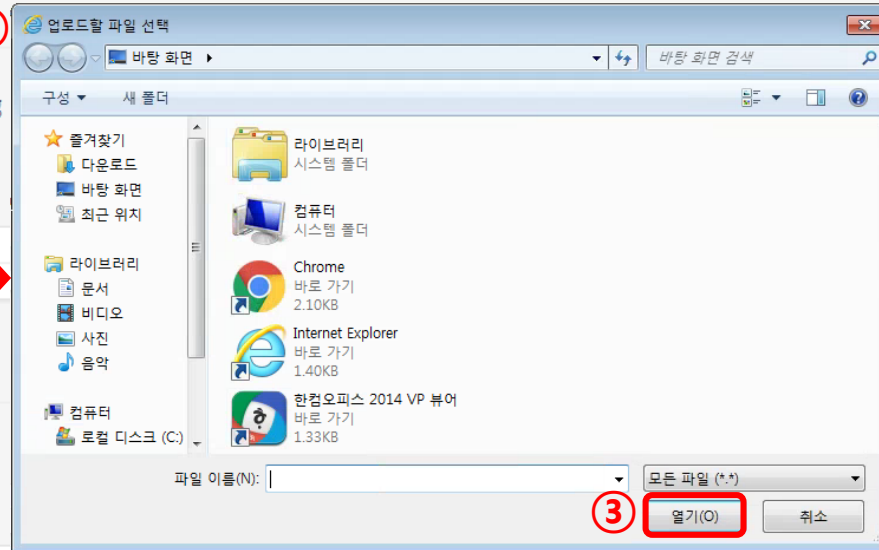 업로드할 파일 선택
바탕 화면
바탕 화면 검색
구성
새 폴더
즐겨찾기
다운로드
바탕 화면
최근 위치
라이브러리
문서
비디오
사진
음악
컴퓨터
로컬 디스크 (C:)
라이브러리
시스템 폴더
컴퓨터
시스템 폴더
Chrome
바로 가기
2.10KB
Internet Explorer
바로 가기
1.40KB
한컴오피스 2014 VP 뷰어
바로 가기
1.33KB
파일 이름(N):
모든 파일 (*.*)
③
열기(O)
취소